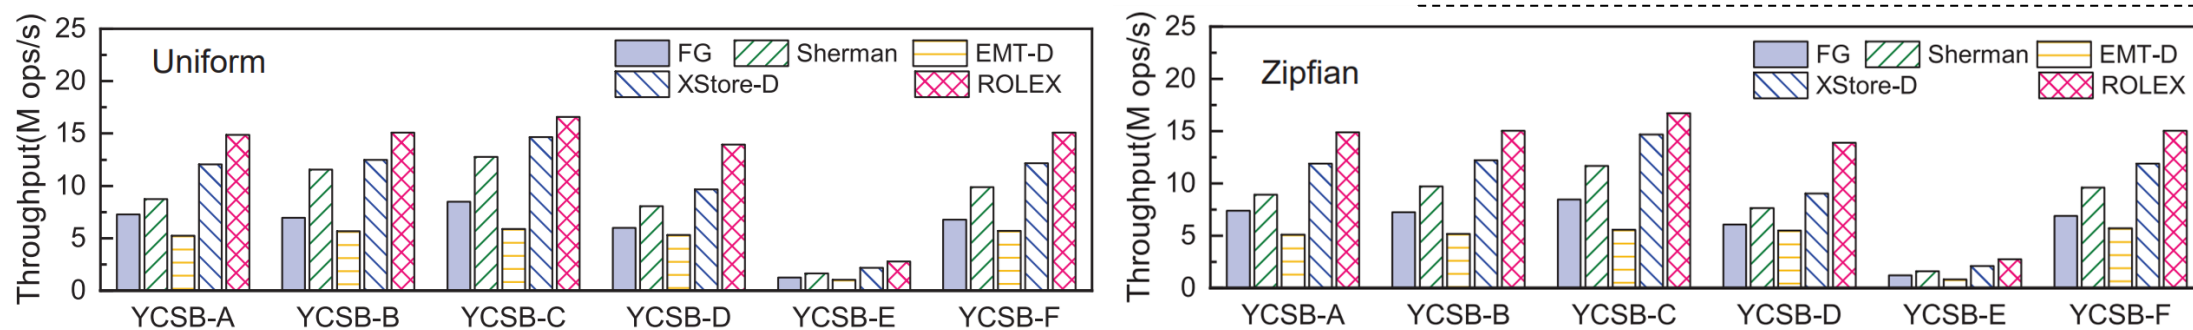 Throughput(M ops/s)
25
20
15
10
5
0
Uniform
FG Sherman EMT-D
XStore-D ROLEX
YCSB-A YCSB-B YCSB-C YCSB-D YCSB-E YCSB-F
Throughput(M ops/s)
25
20
15
10
5
0
Zipfian
FG Sherman EMT-D
XStore-D ROLEX
YCSB-A YCSB-B YCSB-C YCSB-D YCSB-E YCSB-F